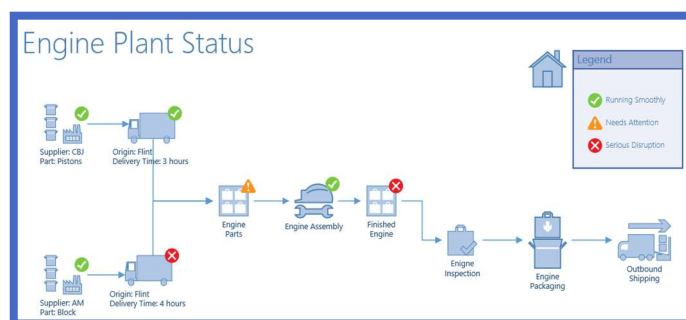 Engine Plant Status
Legend
Running Smoothly
Needs Attention
Serious Disruption
Supplier: CBJ
Part: Pistons
Origin: Flint
Delivery Time: 3 hours
Engine
Parts
Engine Assembly
Finished
Engine
Engine
Inspection
Engine
Packaging
Outbound
Shipping
Supplier: AM
Part: Block
Origin: Flint
Delivery Time: 4 hours